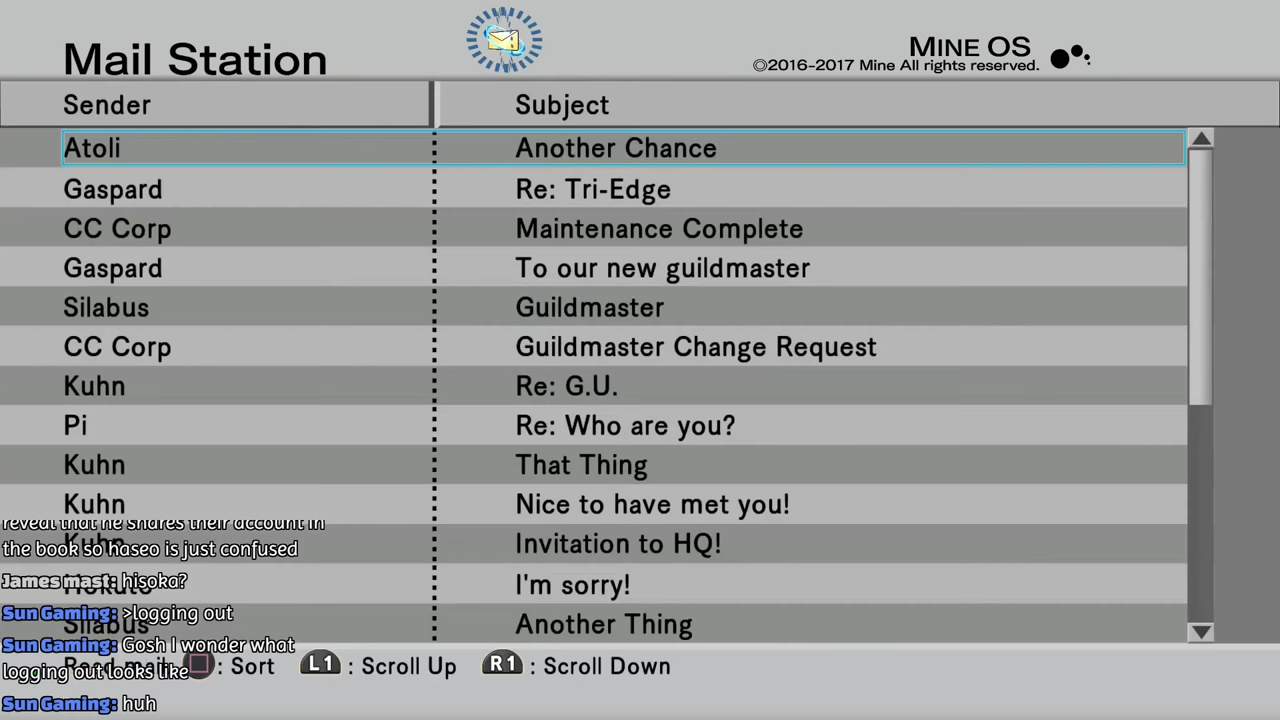 Mail Station
MINE OS
©2016-2017 Mine All rights reserved.
Sender Subject
Atoli Another Chance
Gaspard Re: Tri-Edge
CC Corp Maintenance Complete
Gaspard To our new guildmaster
Silabus Guildmaster
CC Corp Guildmaster Change Request
Kuhn Re: G.U.
Pi Re: Who are you?
Kuhn That Thing
Kuhn Nice to have met you!
reveal that he shares their account in
Kuhn Invitation to HQ!
the book so haseo is just confused
Hokuto I'm sorry!
James mast: hisoka?
Sun Gaming: >logging out
Silabus Another Thing
Sun Gaming: Gosh I wonder what
logging out looks like
Read mail : Sort L1 : Scroll Up R1 : Scroll Down
Sun Gaming: huh